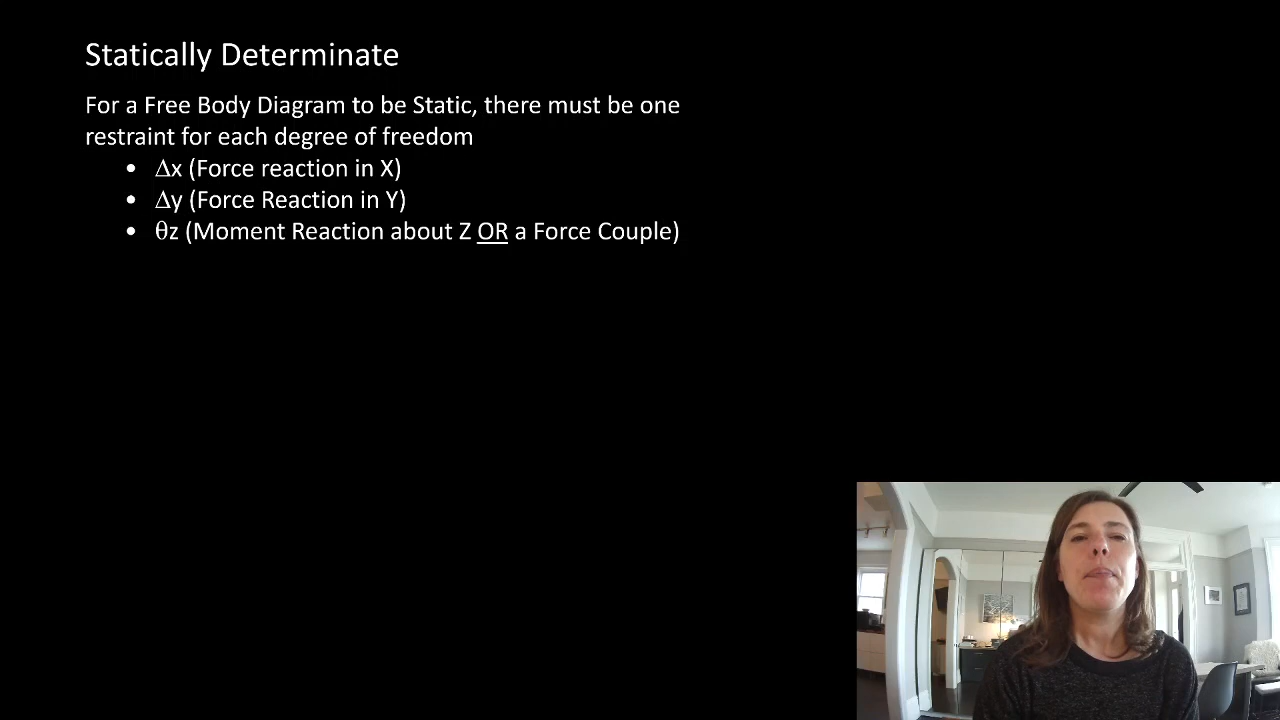 Statically Determinate
For a Free Body Diagram to be Static, there must be one
restraint for each degree of freedom
• Δx (Force reaction in X)
• Δy (Force Reaction in Y)
• θz (Moment Reaction about Z OR a Force Couple)